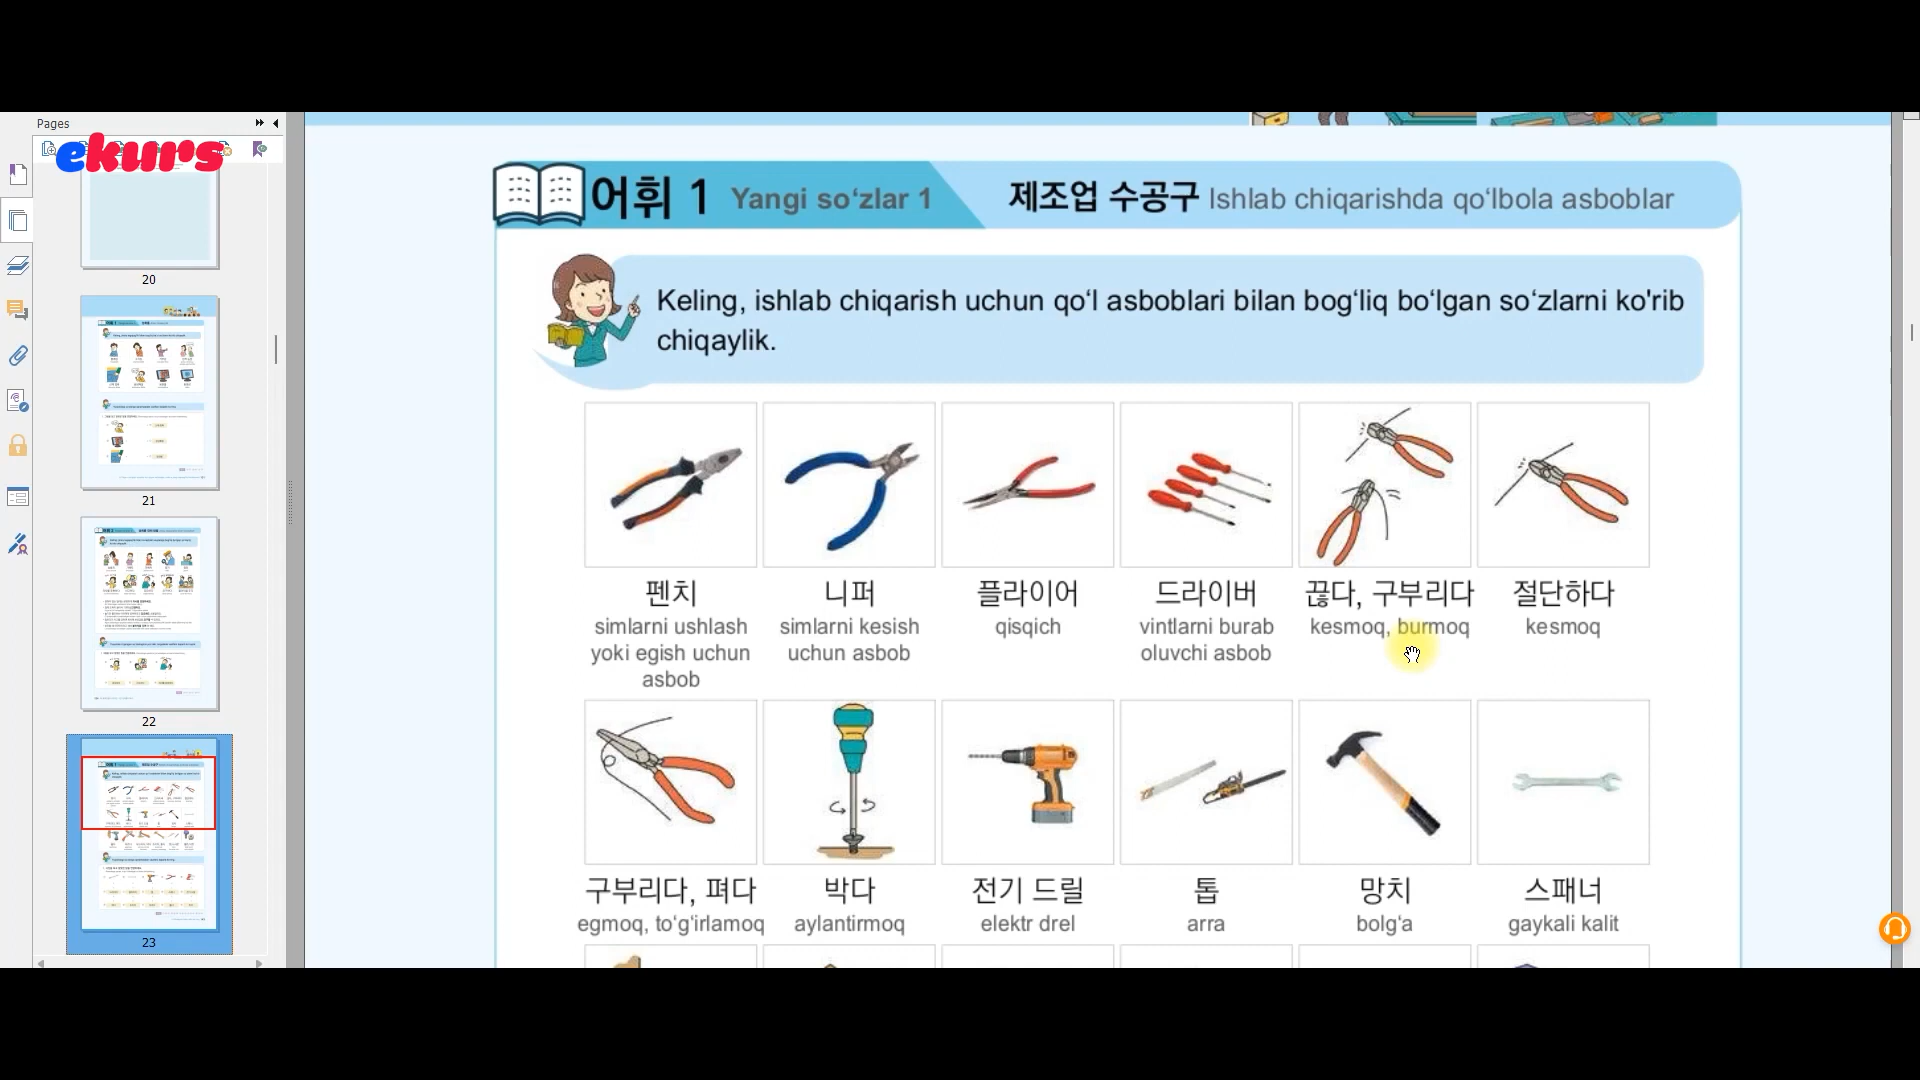 Pages
ekurs
20
21
22
23
어휘 1 Yangi so‘zlar 1 제조업 수공구 Ishlab chiqarishda qo‘lbola asboblar
Keling, ishlab chiqarish uchun qo‘l asboblari bilan bog‘liq bo‘lgan so‘zlarni ko'rib
chiqaylik.
펜치 니퍼 플라이어 드라이버 끊다, 구부리다 절단하다
simlarni ushlash simlarni kesish qisqich vintlarni burab kesmoq, burmoq kesmoq
yoki egish uchun uchun asbob oluvchi asbob
asbob
구부리다, 펴다 박다 전기 드릴 톱 망치 스패너
egmoq, to‘g‘irlamoq aylantirmoq elektr drel arra bolg‘a gaykali kalit